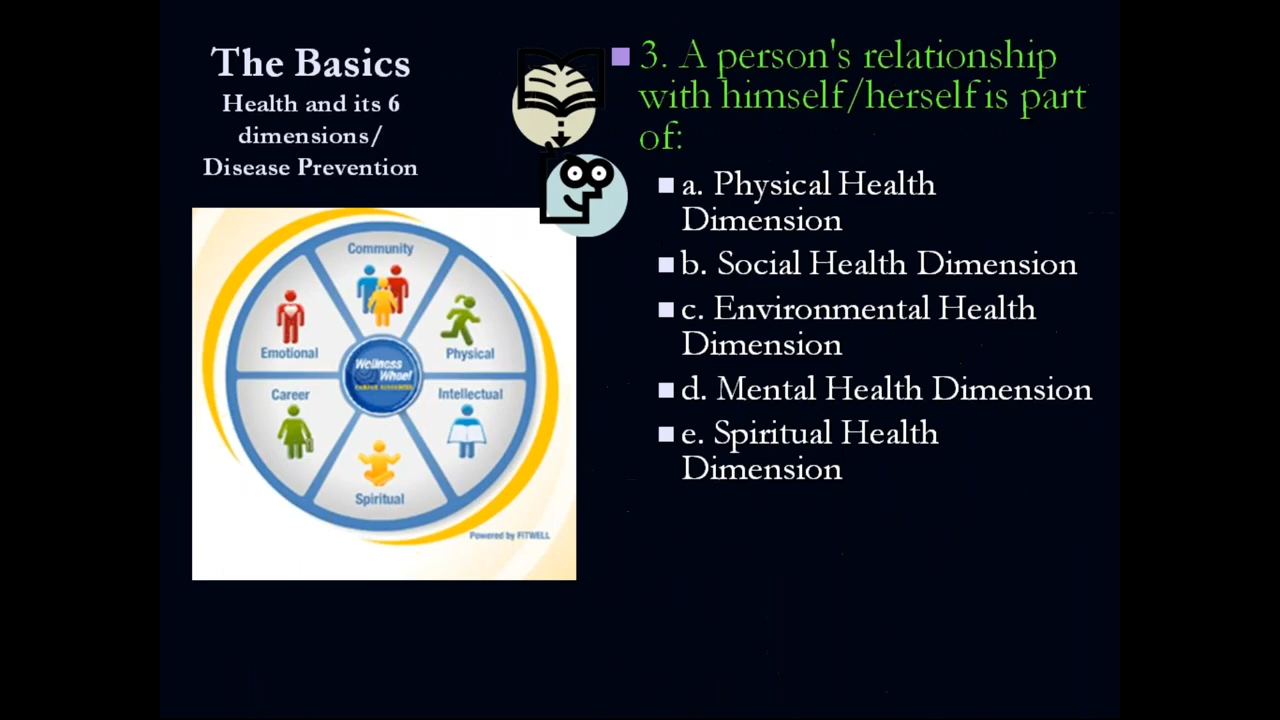 The Basics
Health and its 6
dimensions/
Disease Prevention
Community
Emotional
Physical
Wellness
Wheel
Career
Intellectual
Spiritual
Powered by FITWELL
3. A person's relationship
with himself/herself is part
of:
a. Physical Health
Dimension
b. Social Health Dimension
c. Environmental Health
Dimension
d. Mental Health Dimension
e. Spiritual Health
Dimension